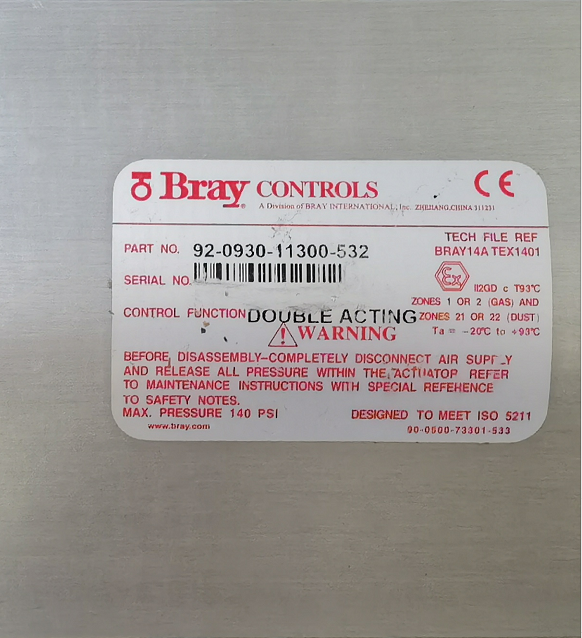 Bray® CONTROLS
A Division of BRAY INTERNATIONAL, Inc. ZHEJIANG, CHINA 311231
CE
TECH FILE REF
BRAY14ATEX1401
PART NO. 92-0930-11300-532
SERIAL NO.
Ex
II2GD c T93°C
ZONES 1 OR 2 (GAS) AND
ZONES 21 OR 22 (DUST)
Ta = -20°C to +93°C
CONTROL FUNCTION DOUBLE ACTING
WARNING
BEFORE DISASSEMBLY-COMPLETELY DISCONNECT AIR SUPPLY
AND RELEASE ALL PRESSURE WITHIN THE ACTUATOR REFER
TO MAINTENANCE INSTRUCTIONS WITH SPECIAL REFERENCE
TO SAFETY NOTES.
MAX. PRESSURE 140 PSI DESIGNED TO MEET ISO 5211
www.bray.com 90-0500-73301-533